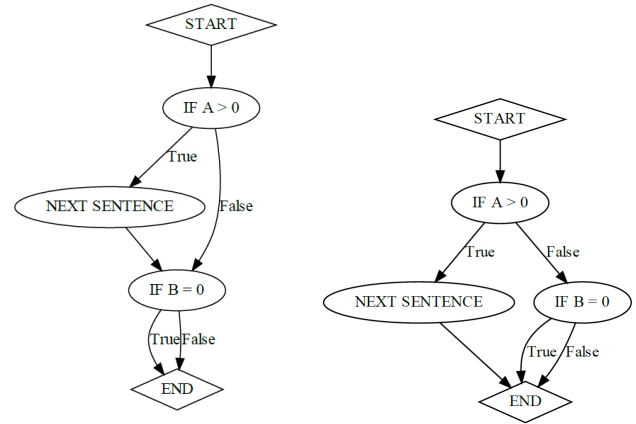 START
IF A > 0
True
NEXT SENTENCE
False
IF B = 0
True
False
END
START
IF A > 0
True
False
NEXT SENTENCE
IF B = 0
True
False
END